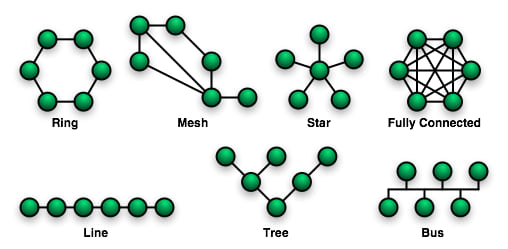 Ring
Mesh
Star
Fully Connected
Line
Tree
Bus